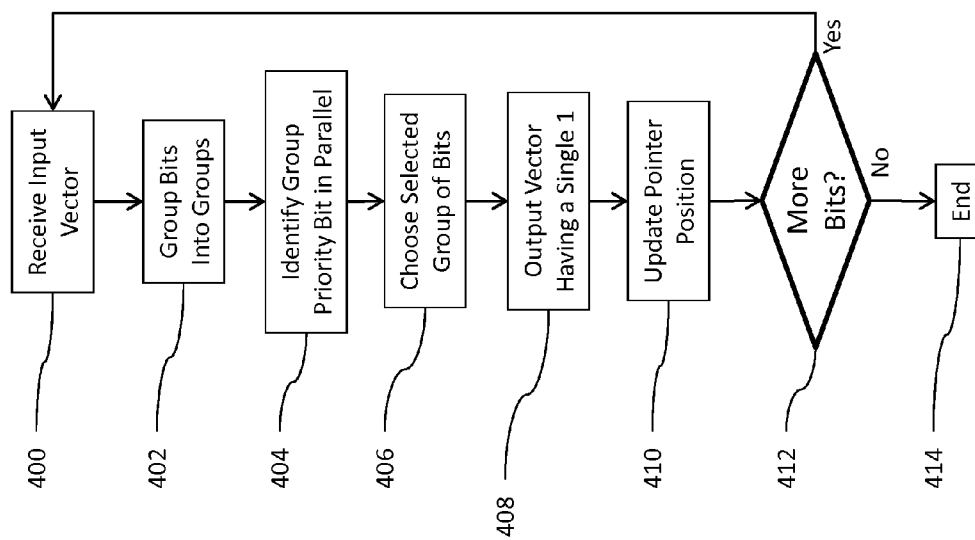 400
Receive Input
Vector
402
Group Bits
Into Groups
404
Identify Group
Priority Bit in Parallel
406
Choose Selected
Group of Bits
408
Output Vector
Having a Single 1
410
Update Pointer
Position
412
More
Bits?
Yes
No
414
End